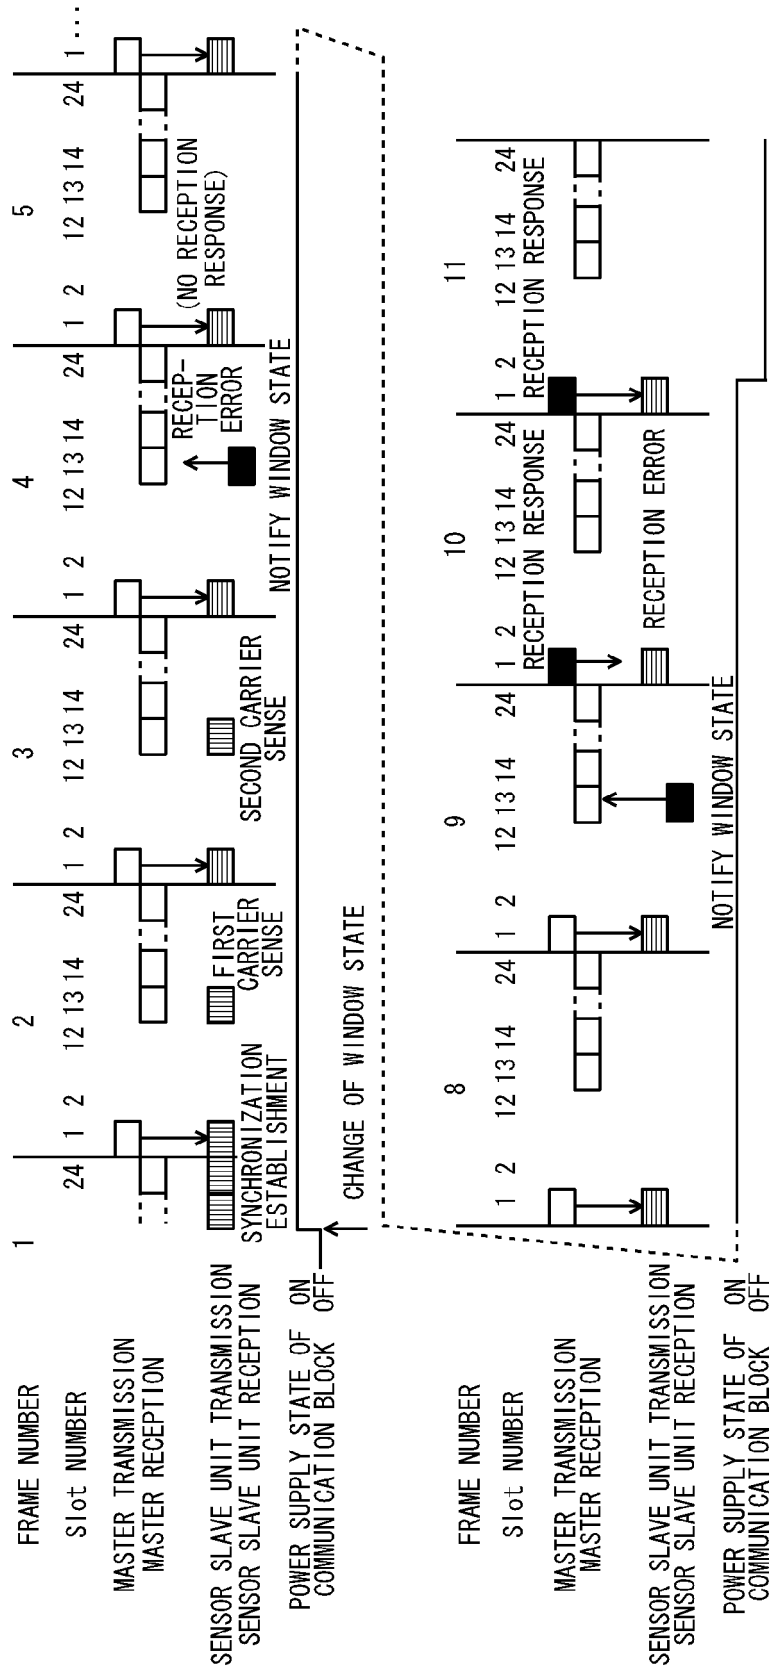 FRAME NUMBER 1 2 3 4 5
Slot NUMBER 24 1 2 12 13 14 24 1 2 12 13 14 24 1 2 12 13 14 24 1 2 12 13 14 24 1 ....
MASTER TRANSMISSION
MASTER RECEPTION
RECEP-
TION
ERROR
(NO RECEPTION
RESPONSE)
SENSOR SLAVE UNIT TRANSMISSION
SENSOR SLAVE UNIT RECEPTION
SYNCHRONIZATION
ESTABLISHMENT
FIRST
CARRIER
SENSE
SECOND CARRIER
SENSE
NOTIFY WINDOW STATE
POWER SUPPLY STATE OF ON
COMMUNICATION BLOCK OFF
CHANGE OF WINDOW STATE
FRAME NUMBER 8 9 10 11
Slot NUMBER 1 2 12 13 14 24 1 2 12 13 14 24 1 2 12 13 14 24 1 2 12 13 14 24
RECEPTION RESPONSE RECEPTION RESPONSE
MASTER TRANSMISSION
MASTER RECEPTION
SENSOR SLAVE UNIT TRANSMISSION
SENSOR SLAVE UNIT RECEPTION
RECEPTION ERROR
NOTIFY WINDOW STATE
POWER SUPPLY STATE OF ON
COMMUNICATION BLOCK OFF